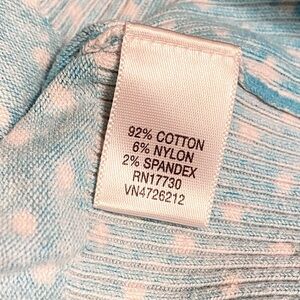 92% COTTON
6% NYLON
2% SPANDEX
RN17730
VN4726212